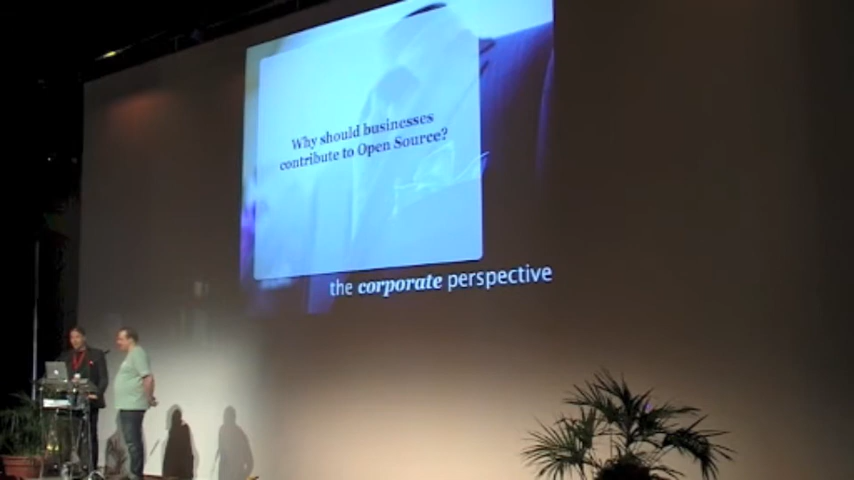 Why should businesses
contribute to Open Source?
the corporate perspective